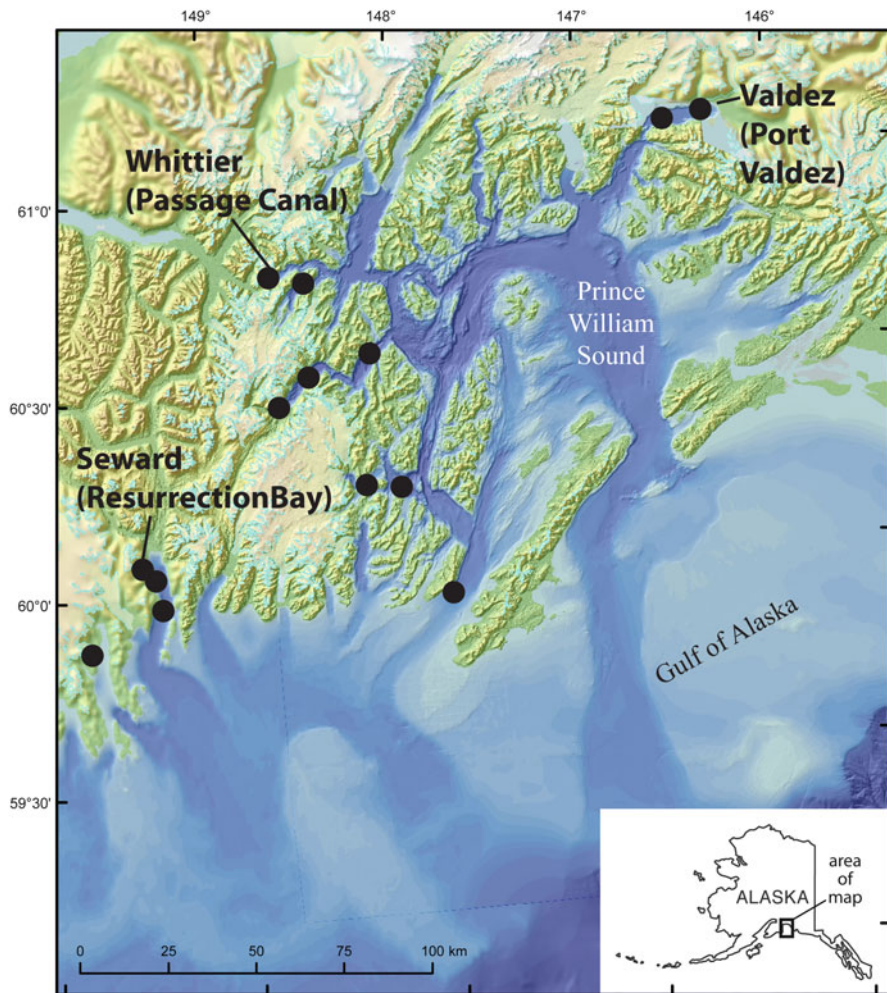 149°
148°
147°
146°
Valdez
(Port
Valdez)
Whittier
(Passage Canal)
61°0'
Prince
William
Sound
60°30'
Seward
(ResurrectionBay)
60°0'
Gulf of Alaska
59°30'
area
of
map
ALASKA
0 25 50 75 100 km